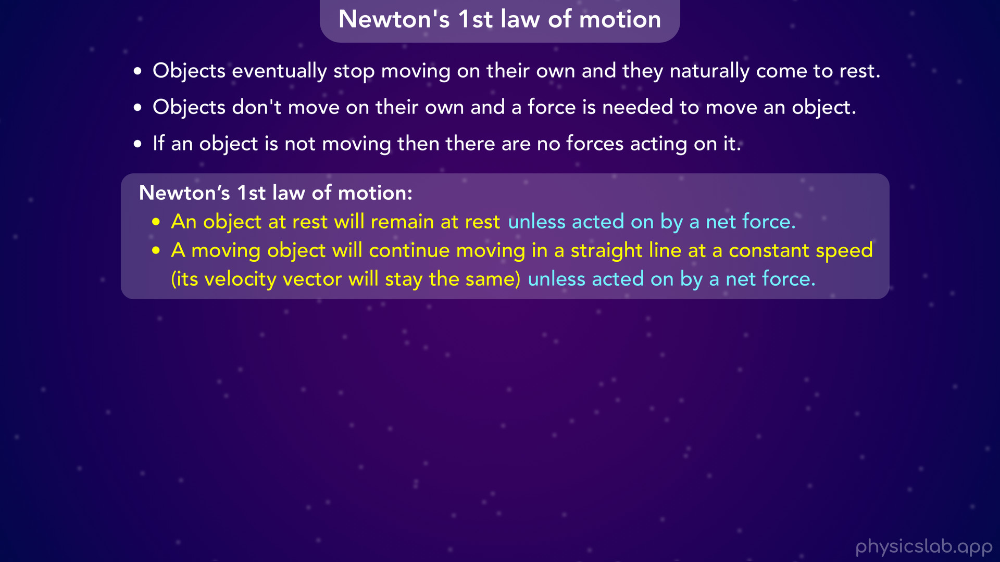 Newton's 1st law of motion
• Objects eventually stop moving on their own and they naturally come to rest.
• Objects don't move on their own and a force is needed to move an object.
• If an object is not moving then there are no forces acting on it.
Newton’s 1st law of motion:
• An object at rest will remain at rest unless acted on by a net force.
• A moving object will continue moving in a straight line at a constant speed
(its velocity vector will stay the same) unless acted on by a net force.
physicslab.app